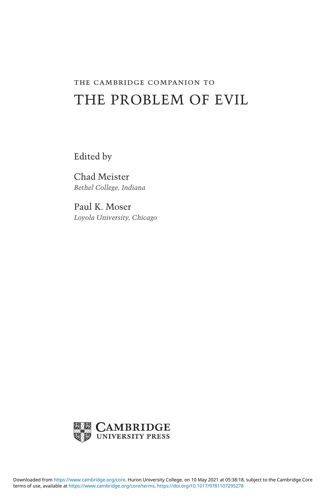 THE CAMBRIDGE COMPANION TO
THE PROBLEM OF EVIL
Edited by
Chad Meister
Bethel College, Indiana
Paul K. Moser
Loyola University, Chicago
CAMBRIDGE
UNIVERSITY PRESS
Downloaded from https://www.cambridge.org/core. Huron University College, on 10 May 2021 at 05:38:18, subject to the Cambridge Core
terms of use, available at https://www.cambridge.org/core/terms. https://doi.org/10.1017/9781107295278